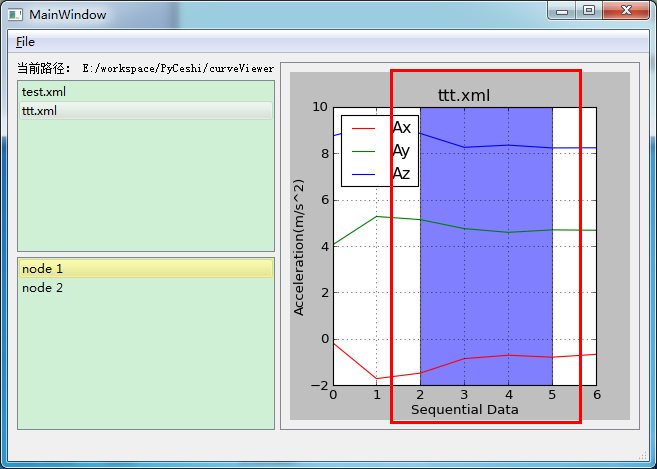 MainWindow
File
当前路径： E:/workspace/PyCeshi/curveViewer
test.xml
ttt.xml
node 1
node 2
ttt.xml
Ax
Ay
Az
10
8
6
4
2
0
−2
Acceleration(m/s^2)
0 1 2 3 4 5 6
Sequential Data